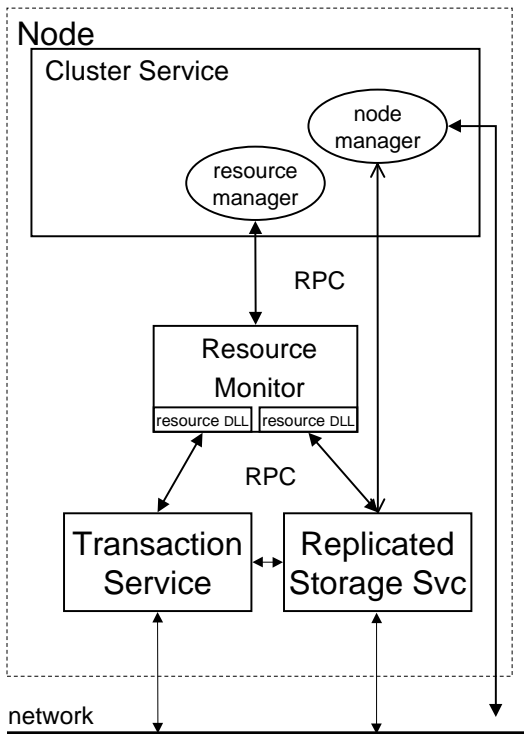 Node
Cluster Service
node
manager
resource
manager
RPC
Resource
Monitor
resource DLL resource DLL
RPC
Transaction
Service
Replicated
Storage Svc
network